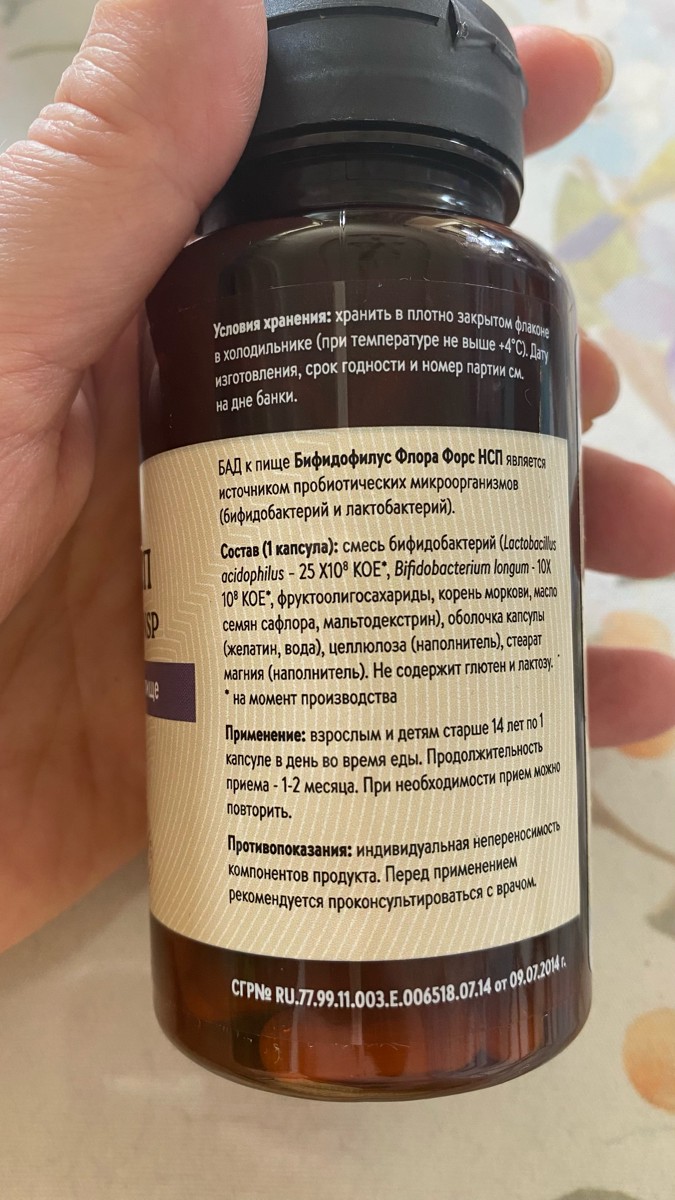 Условия хранения: хранить в плотно закрытом флаконе
в холодильнике (при температуре не выше +4°С). Дату
изготовления, срок годности и номер партии см.
на дне банки.
БАД к пище Бифидофилус Флора Форс НСП является
источником пробиотических микроорганизмов
(бифидобактерий и лактобактерий).
Состав (1 капсула): смесь бифидобактерий (Lactobacillus
acidophilus - 25 Х10⁸ КОЕ*, Bifidobacterium longum - 10Х
10⁸ КОЕ*, фруктоолигосахариды, корень моркови, масло
семян сафлора, мальтодекстрин), оболочка капсулы
(желатин, вода), целлюлоза (наполнитель), стеарат
магния (наполнитель). Не содержит глютен и лактозу.
* на момент производства
Применение: взрослым и детям старше 14 лет по 1
капсуле в день во время еды. Продолжительность
приема - 1-2 месяца. При необходимости прием можно
повторить.
Противопоказания: индивидуальная непереносимость
компонентов продукта. Перед применением
рекомендуется проконсультироваться с врачом.
СГР№ RU.77.99.11.003.Е.006518.07.14 от 09.07.2014 г.